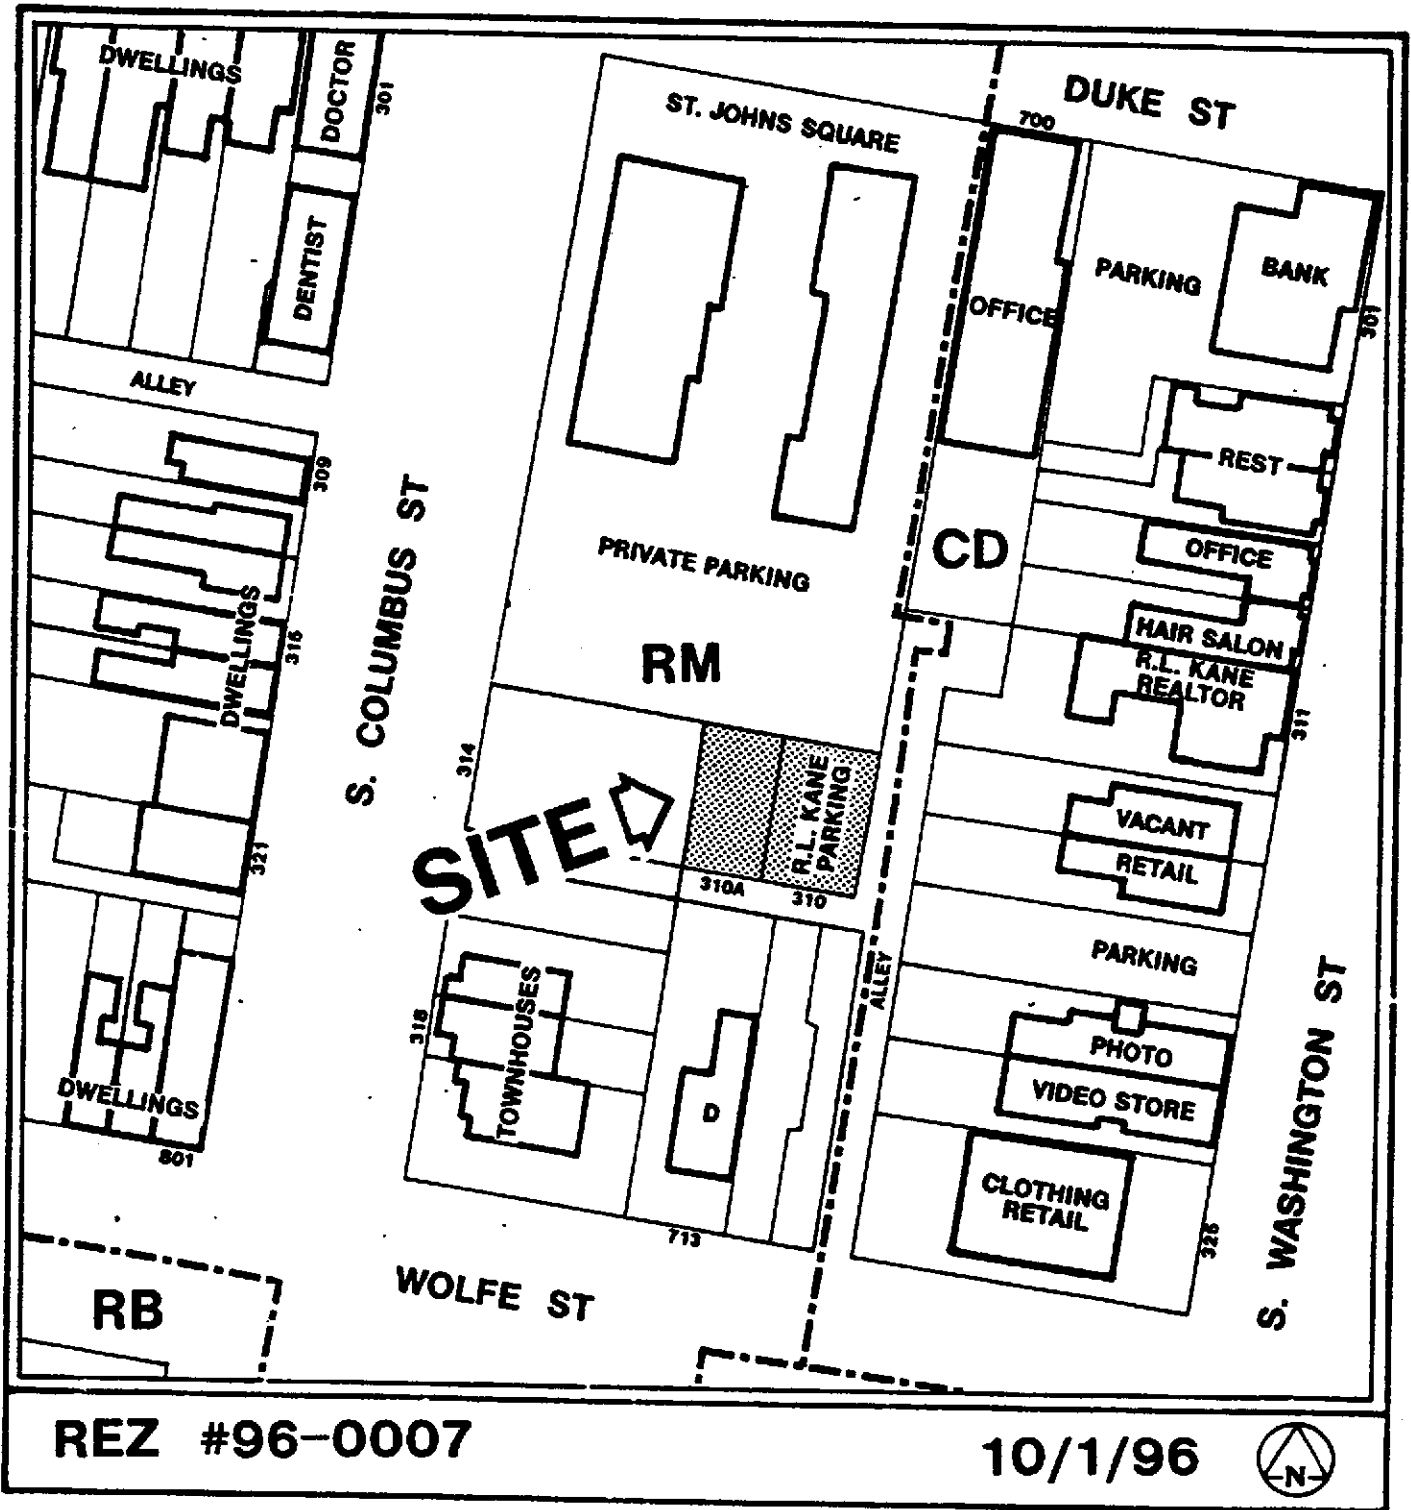 DWELLINGS
DOCTOR
301
DENTIST
ST. JOHNS SQUARE
DUKE ST
700
OFFICE
PARKING
BANK
301
ALLEY
REST
309
S. COLUMBUS ST
PRIVATE PARKING
CD
OFFICE
HAIR SALON
R.L. KANE
REALTOR
311
DWELLINGS
315
RM
314
SITE
R.L. KANE
PARKING
310A
310
VACANT
RETAIL
321
PARKING
ALLEY
318
TOWNHOUSES
D
PHOTO
VIDEO STORE
S. WASHINGTON ST
DWELLINGS
801
CLOTHING
RETAIL
325
713
WOLFE ST
RB
REZ #96-0007
10/1/96
N